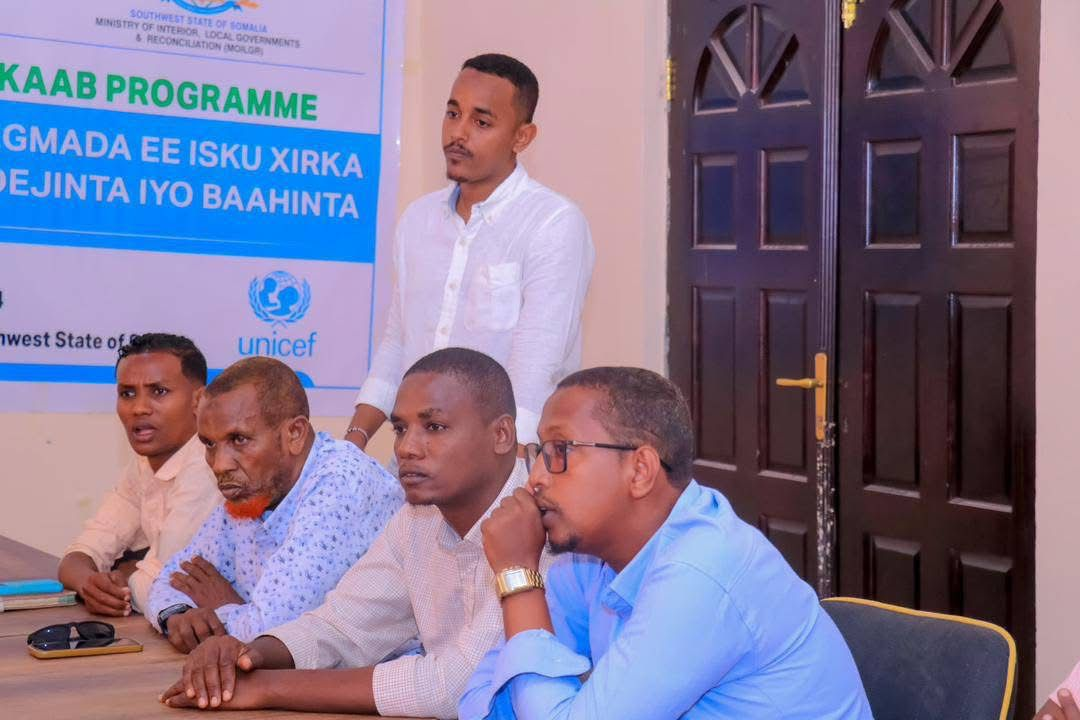 SOUTHWEST STATE OF SOMALIA
MINISTRY OF INTERIOR, LOCAL GOVERNMENTS
& RECONCILIATION (MOILGR)
KAAB PROGRAMME
GMADA EE ISKU XIRKA
DEJINTA IYO BAAHINTA
4
hwest State of
unicef